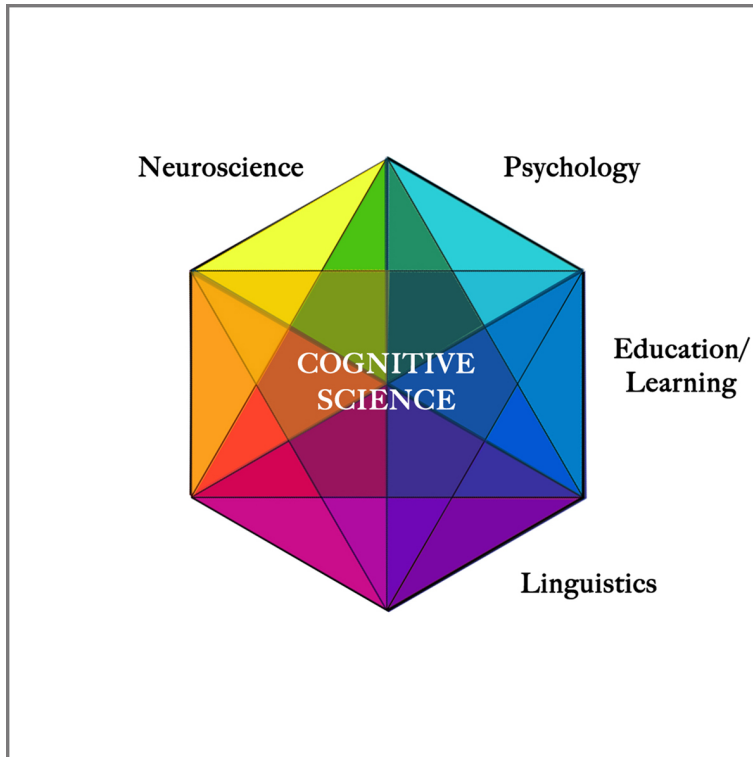 Neuroscience
Psychology
Education/
Learning
COGNITIVE
SCIENCE
Linguistics